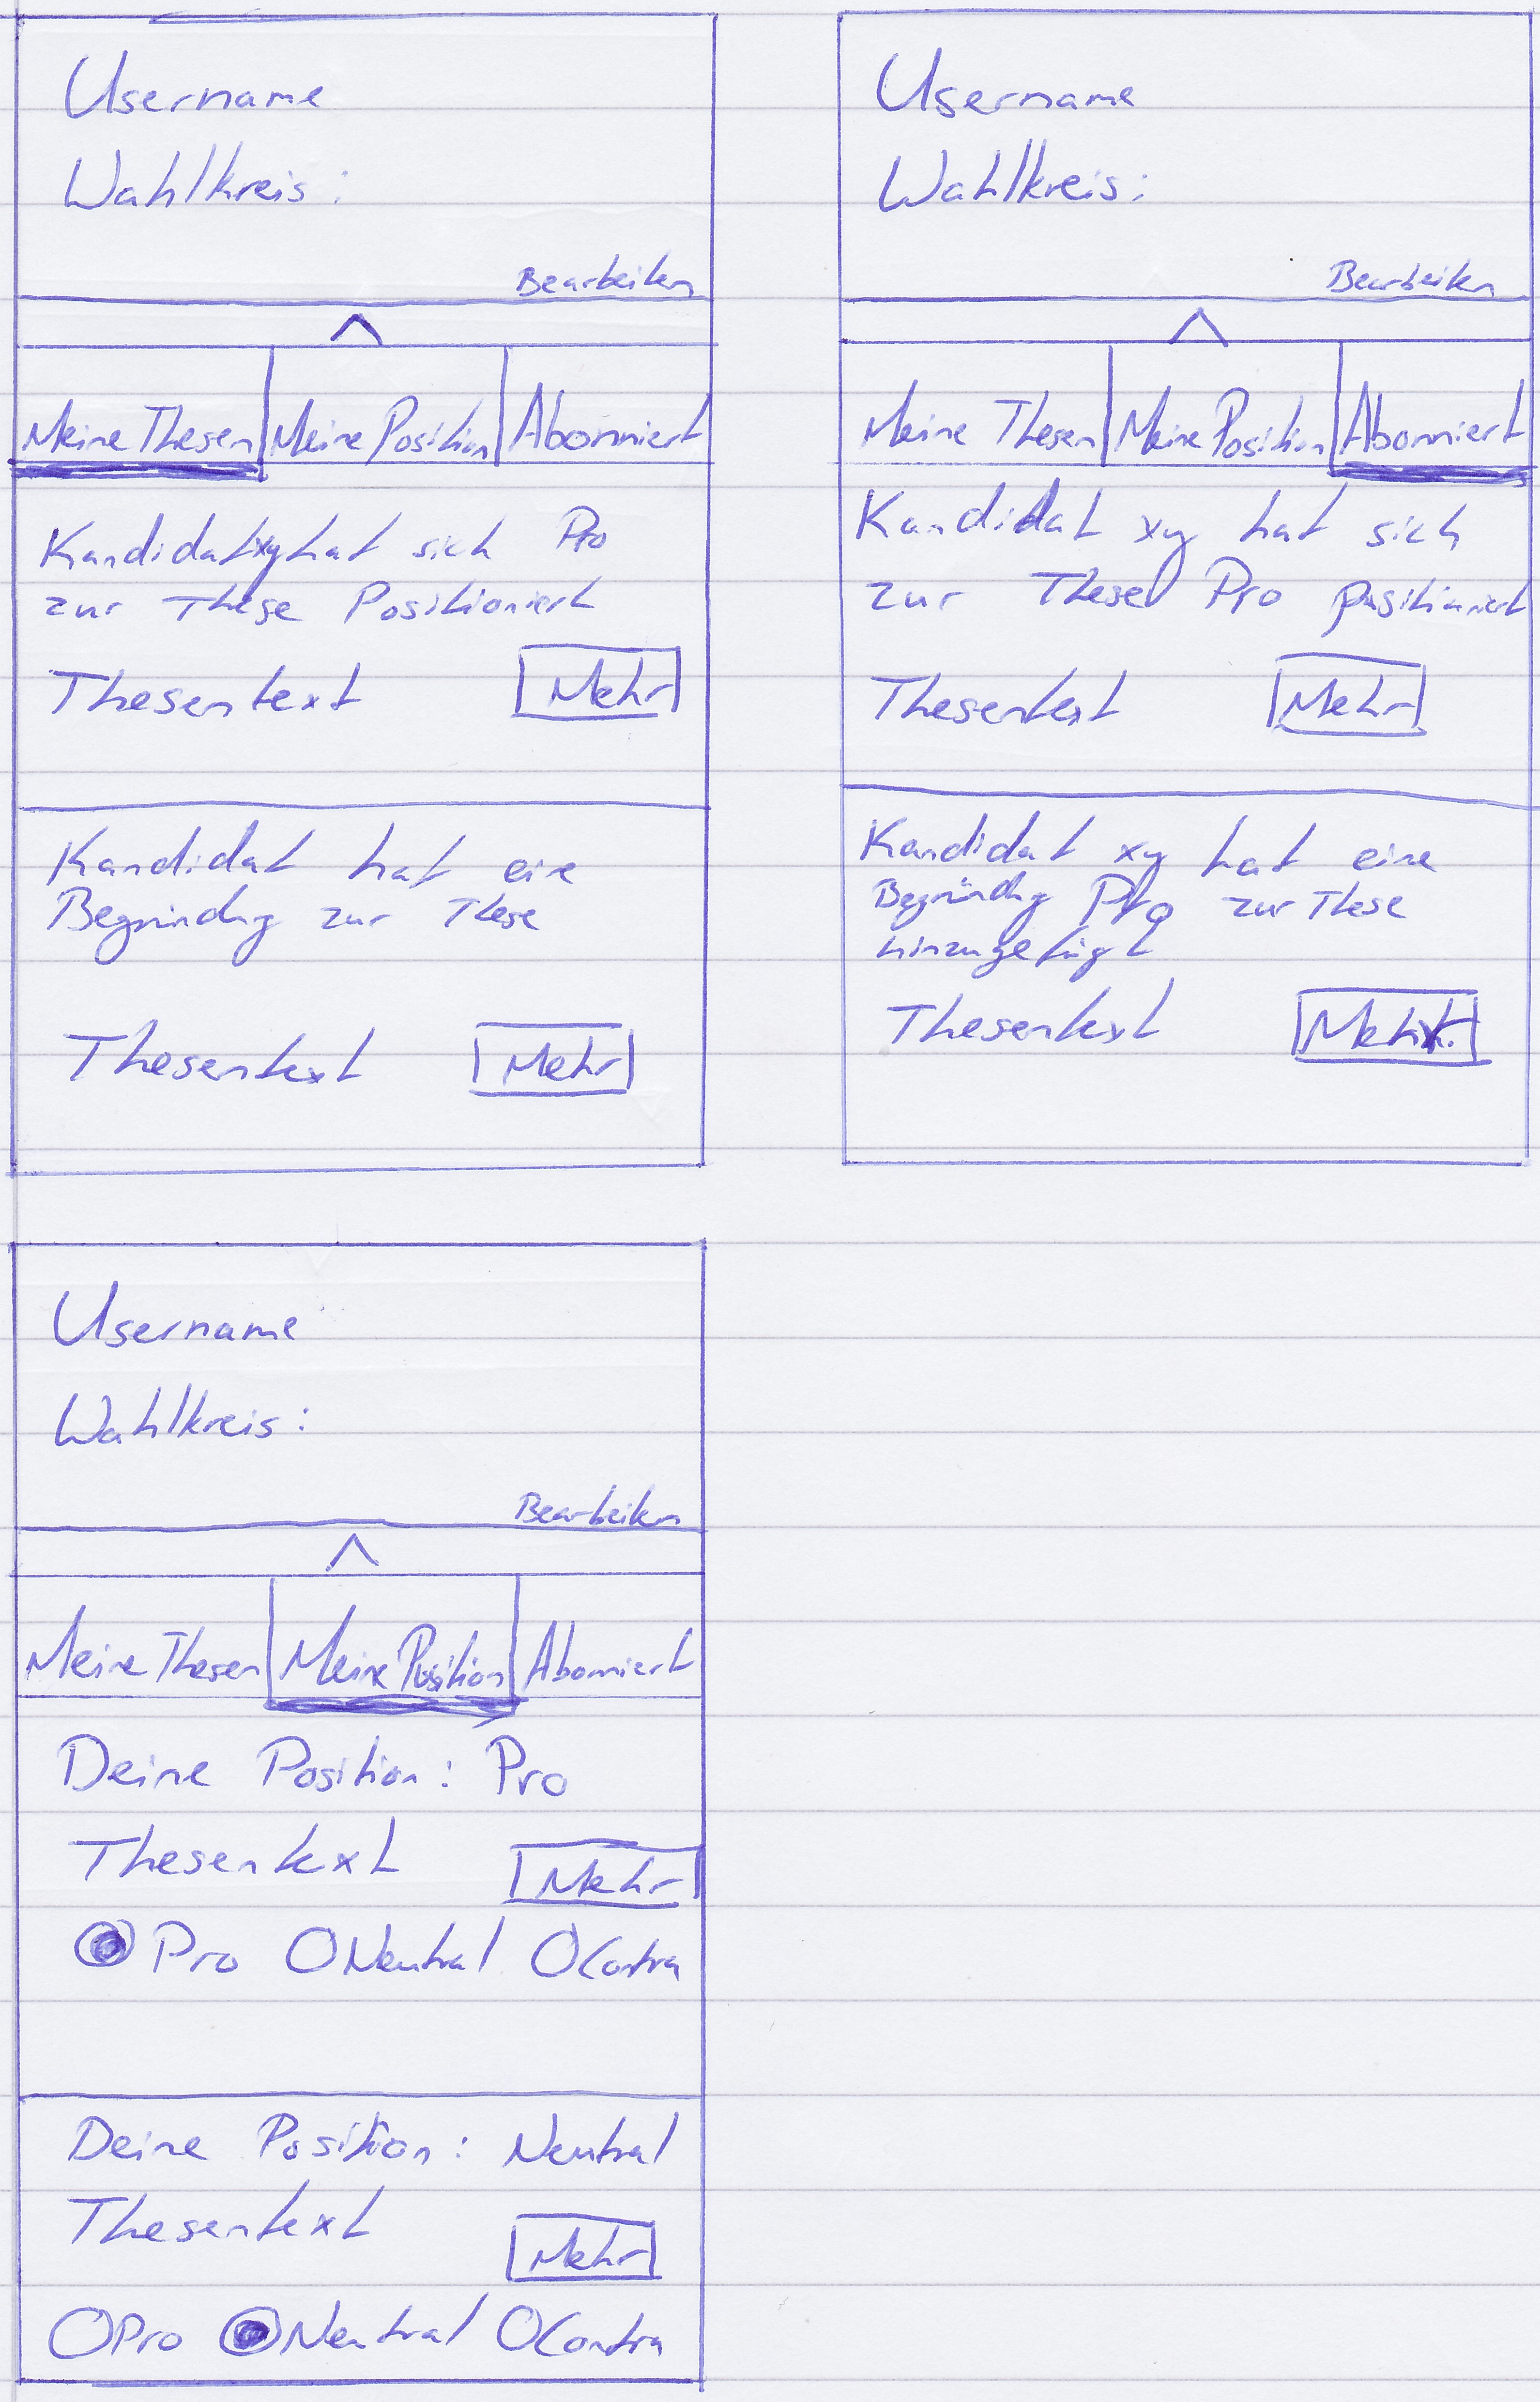 Username
Wahlkreis:
Bearbeiten
Meine Thesen Meine Position Abonniert
Kandidat xy hat sich Pro
zur These Positioniert
Thesentext Mehr
Kandidat hat eine
Begründung zur These
Thesentext Mehr
Username
Wahlkreis:
Bearbeiten
Meine Thesen Meine Position Abonniert
Kandidat xy hat sich
zur These Pro positioniert
Thesentext Mehr
Kandidat xy hat eine
Begründung Pro zur These
hinzugefügt
Thesentext Mehr
Username
Wahlkreis:
Bearbeiten
Meine Thesen Meine Position Abonniert
Deine Position: Pro
Thesentext Mehr
Pro Neutral Contra
Deine Position: Neutral
Thesentext Mehr
Pro Neutral Contra